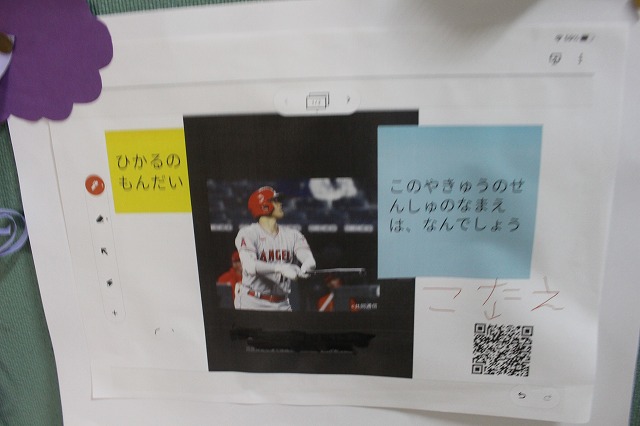 ひかるの
もんだい
このやきゅうのせ
んしゅのなまえ
は、なんでしょう
ANGELS
こたえ
↓